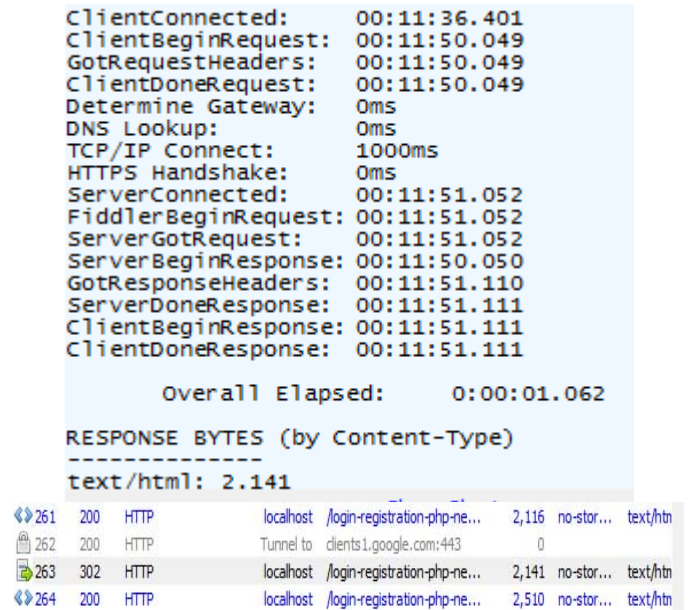 ClientConnected: 00:11:36.401
ClientBeginRequest: 00:11:50.049
GotRequestHeaders: 00:11:50.049
ClientDoneRequest: 00:11:50.049
Determine Gateway: 0ms
DNS Lookup: 0ms
TCP/IP Connect: 1000ms
HTTPS Handshake: 0ms
ServerConnected: 00:11:51.052
FiddlerBeginRequest: 00:11:51.052
ServerGotRequest: 00:11:51.052
ServerBeginResponse: 00:11:50.050
GotResponseHeaders: 00:11:51.110
ServerDoneResponse: 00:11:51.111
ClientBeginResponse: 00:11:51.111
ClientDoneResponse: 00:11:51.111
Overall Elapsed: 0:00:01.062
RESPONSE BYTES (by Content-Type)
--------------
text/html: 2.141
261 200 HTTP localhost /login-registration-php-ne... 2,116 no-stor... text/htm
262 200 HTTP Tunnel to clients1.google.com:443 0
263 302 HTTP localhost /login-registration-php-ne... 2,141 no-stor... text/htm
264 200 HTTP localhost /login-registration-php-ne... 2,510 no-stor... text/htm